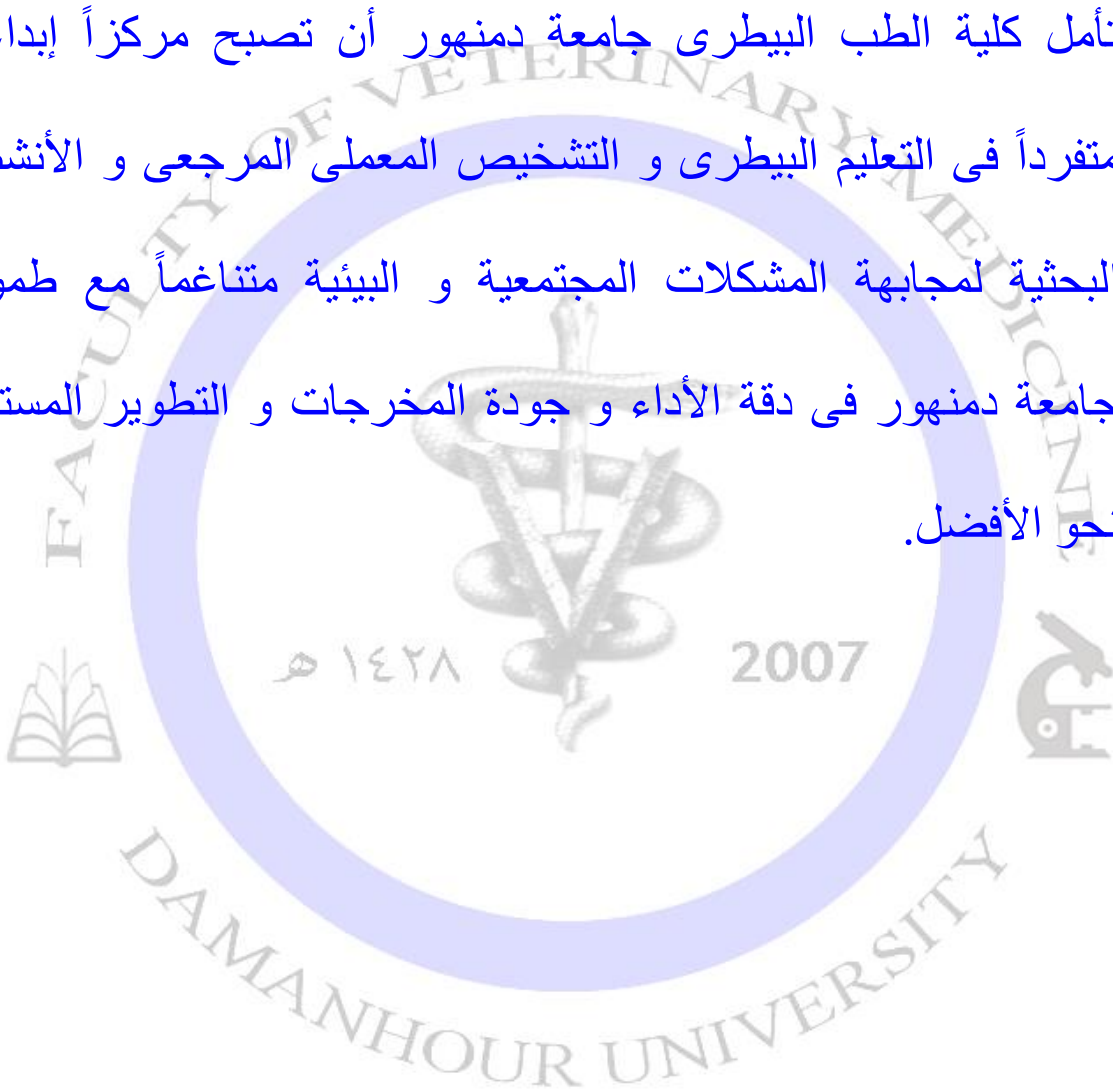 تأمل كلية الطب البيطرى جامعة دمنهور أن تصبح مركزاً إبدا
متفرداً فى التعليم البيطرى و التشخيص المعملى المرجعى و الأنش
البحثية لمجابهة المشكلات المجتمعية و البيئية متناغماً مع طمو
جامعة دمنهور فى دقة الأداء و جودة المخرجات و التطوير المست
نحو الأفضل.
FACULTY OF VETERINARY MEDICINE
١٤٢٨ هـ
2007
DAMANHOUR UNIVERSITY